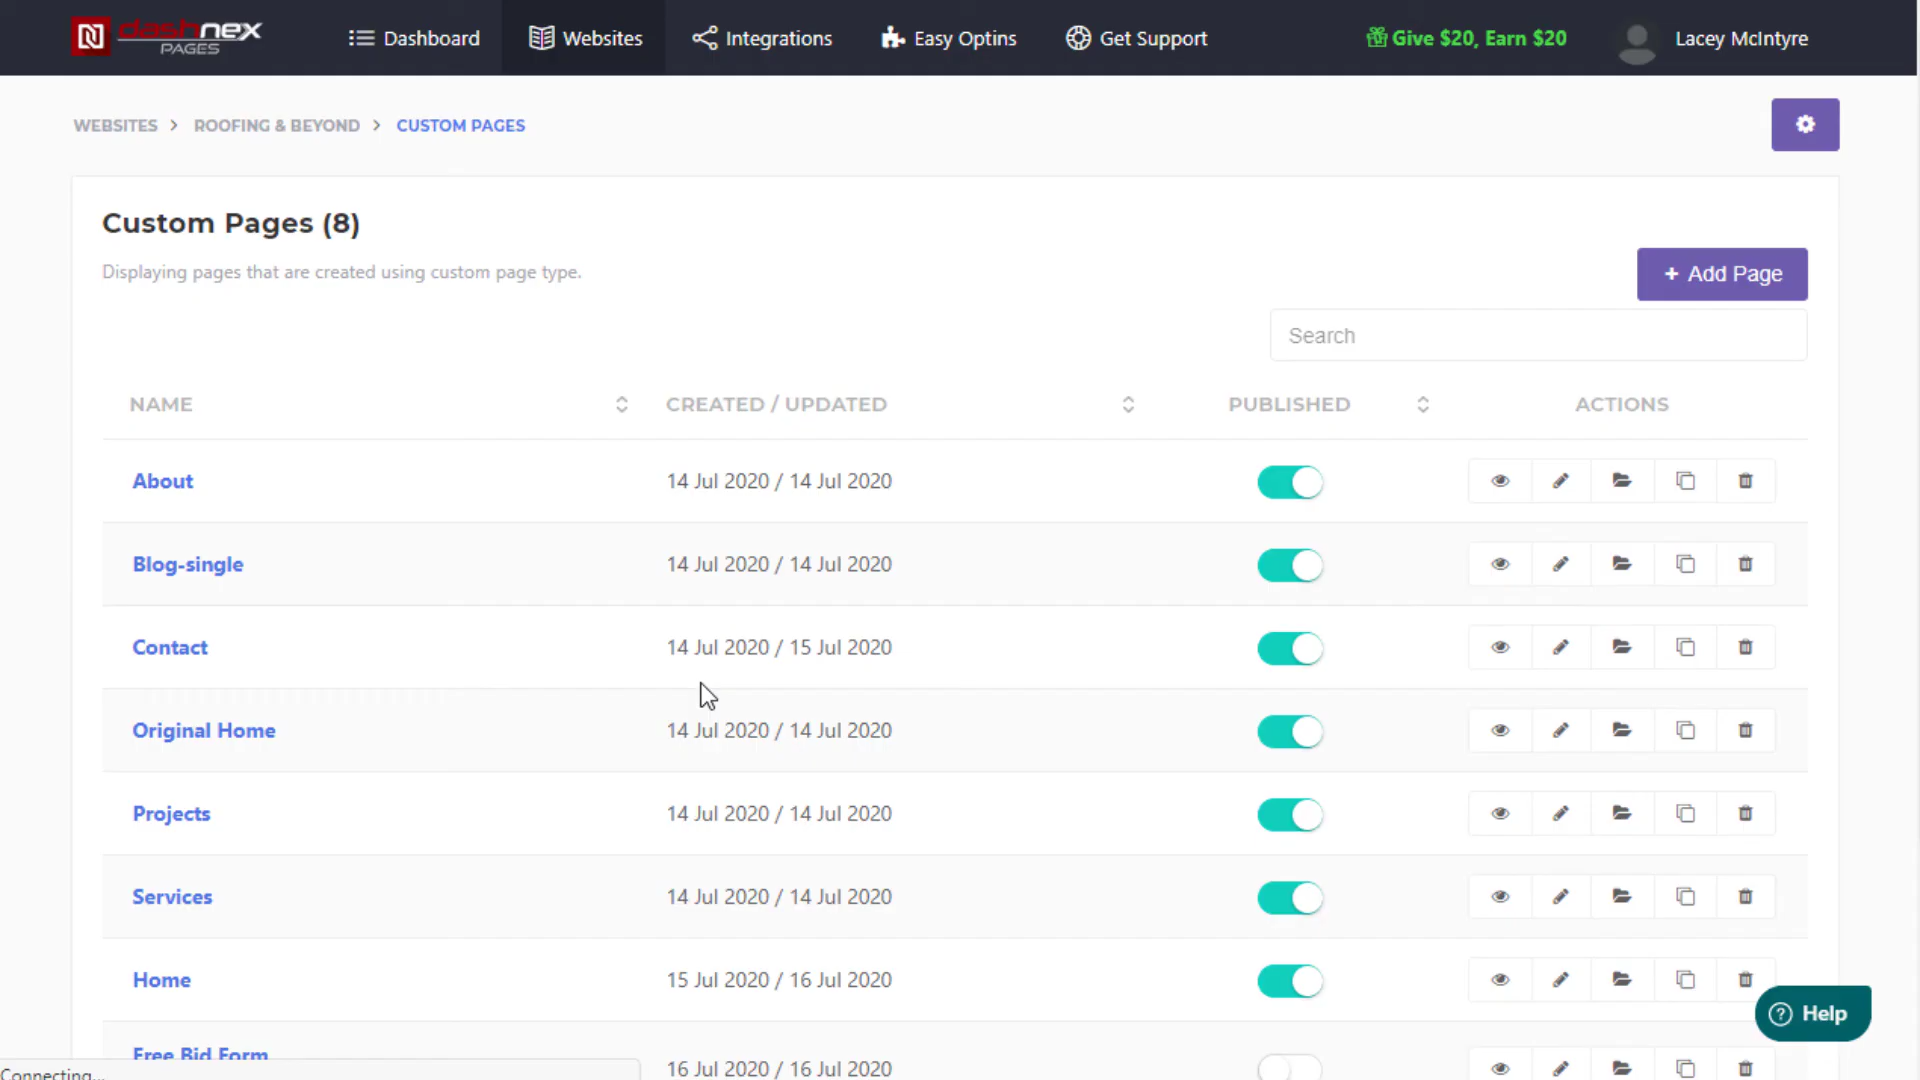 dashnex
PAGES
Dashboard
Websites
Integrations
Easy Optins
Get Support
Give $20, Earn $20
Lacey McIntyre
WEBSITES > ROOFING & BEYOND > CUSTOM PAGES
Custom Pages (8)
Displaying pages that are created using custom page type.
+ Add Page
Search
NAME CREATED / UPDATED PUBLISHED ACTIONS
About 14 Jul 2020 / 14 Jul 2020
Blog-single 14 Jul 2020 / 14 Jul 2020
Contact 14 Jul 2020 / 15 Jul 2020
Original Home 14 Jul 2020 / 14 Jul 2020
Projects 14 Jul 2020 / 14 Jul 2020
Services 14 Jul 2020 / 14 Jul 2020
Home 15 Jul 2020 / 16 Jul 2020
Help
Free Bid Form 16 Jul 2020 / 16 Jul 2020
Connecting...